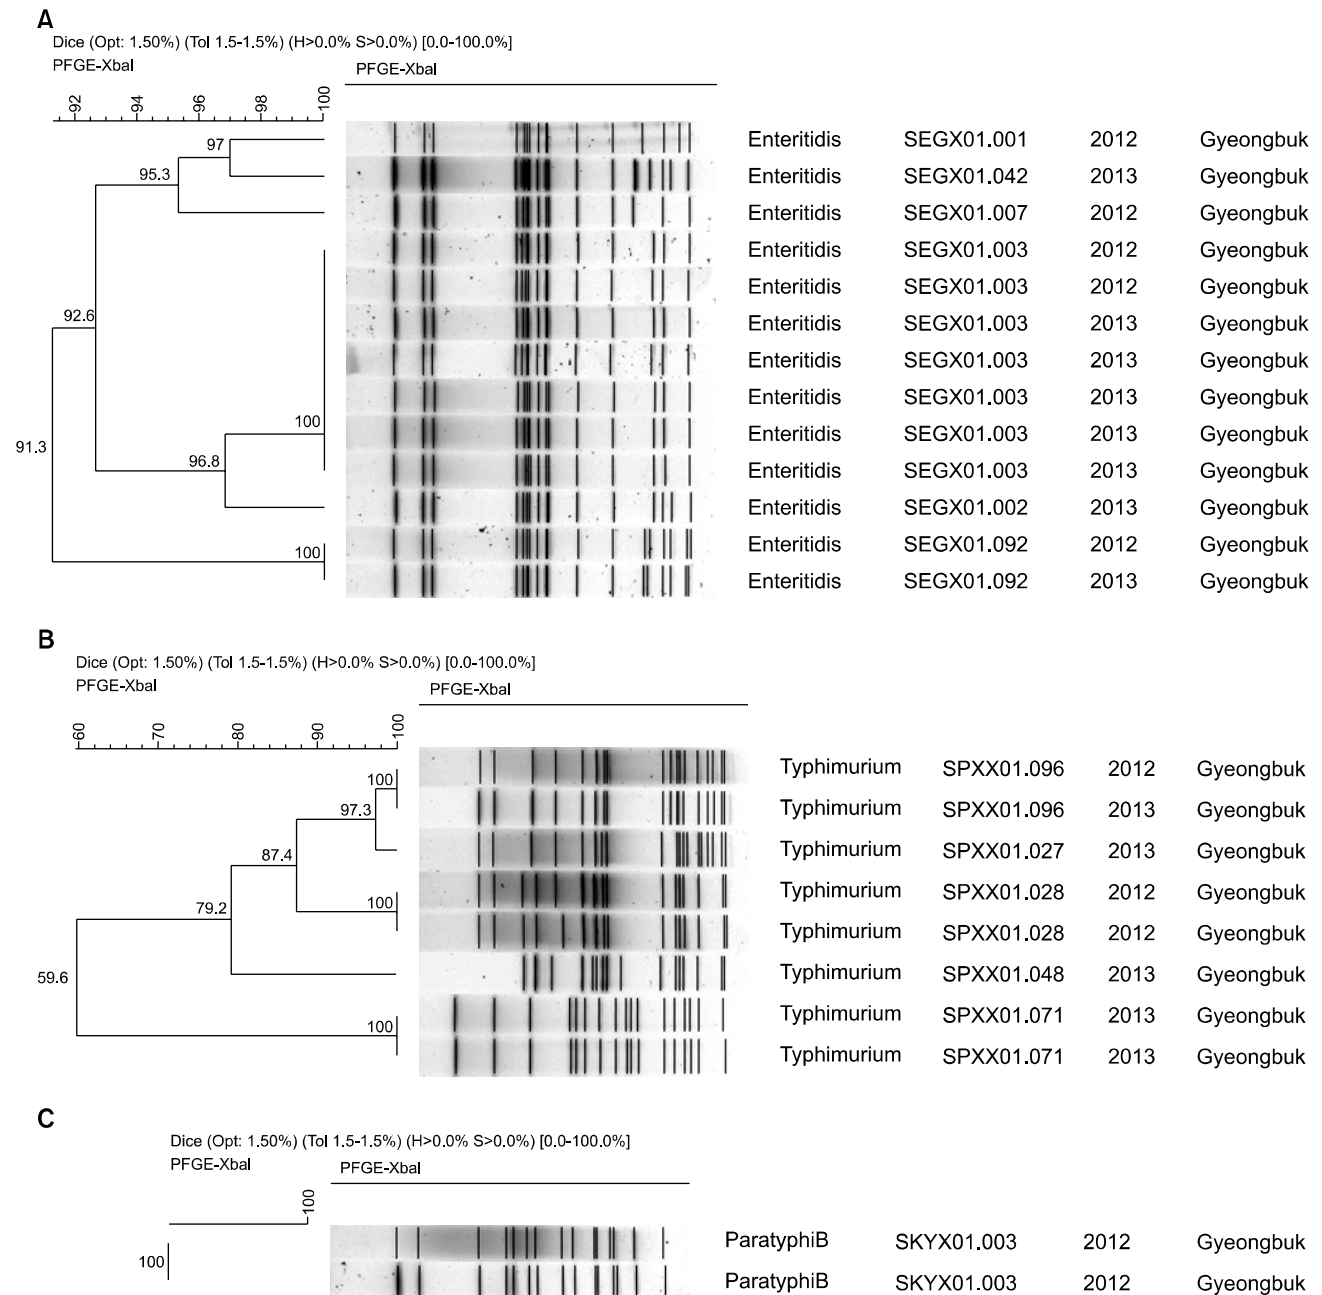 A
Dice (Opt: 1.50%) (Tol 1.5-1.5%) (H>0.0% S>0.0%) [0.0-100.0%]
PFGE-XbaI PFGE-XbaI
92 94 96 98 100
97 Enteritidis SEGX01.001 2012 Gyeongbuk
95.3 Enteritidis SEGX01.042 2013 Gyeongbuk
Enteritidis SEGX01.007 2012 Gyeongbuk
Enteritidis SEGX01.003 2012 Gyeongbuk
Enteritidis SEGX01.003 2012 Gyeongbuk
92.6 Enteritidis SEGX01.003 2013 Gyeongbuk
Enteritidis SEGX01.003 2013 Gyeongbuk
Enteritidis SEGX01.003 2013 Gyeongbuk
100 Enteritidis SEGX01.003 2013 Gyeongbuk
91.3 96.8 Enteritidis SEGX01.003 2013 Gyeongbuk
Enteritidis SEGX01.002 2013 Gyeongbuk
100 Enteritidis SEGX01.092 2012 Gyeongbuk
Enteritidis SEGX01.092 2013 Gyeongbuk
B
Dice (Opt: 1.50%) (Tol 1.5-1.5%) (H>0.0% S>0.0%) [0.0-100.0%]
PFGE-XbaI PFGE-XbaI
60 70 80 90 100
100 Typhimurium SPXX01.096 2012 Gyeongbuk
97.3 Typhimurium SPXX01.096 2013 Gyeongbuk
87.4 Typhimurium SPXX01.027 2013 Gyeongbuk
100 Typhimurium SPXX01.028 2012 Gyeongbuk
79.2 Typhimurium SPXX01.028 2012 Gyeongbuk
59.6 Typhimurium SPXX01.048 2013 Gyeongbuk
100 Typhimurium SPXX01.071 2013 Gyeongbuk
Typhimurium SPXX01.071 2013 Gyeongbuk
C
Dice (Opt: 1.50%) (Tol 1.5-1.5%) (H>0.0% S>0.0%) [0.0-100.0%]
PFGE-XbaI PFGE-XbaI
100
ParatyphiB SKYX01.003 2012 Gyeongbuk
100 ParatyphiB SKYX01.003 2012 Gyeongbuk